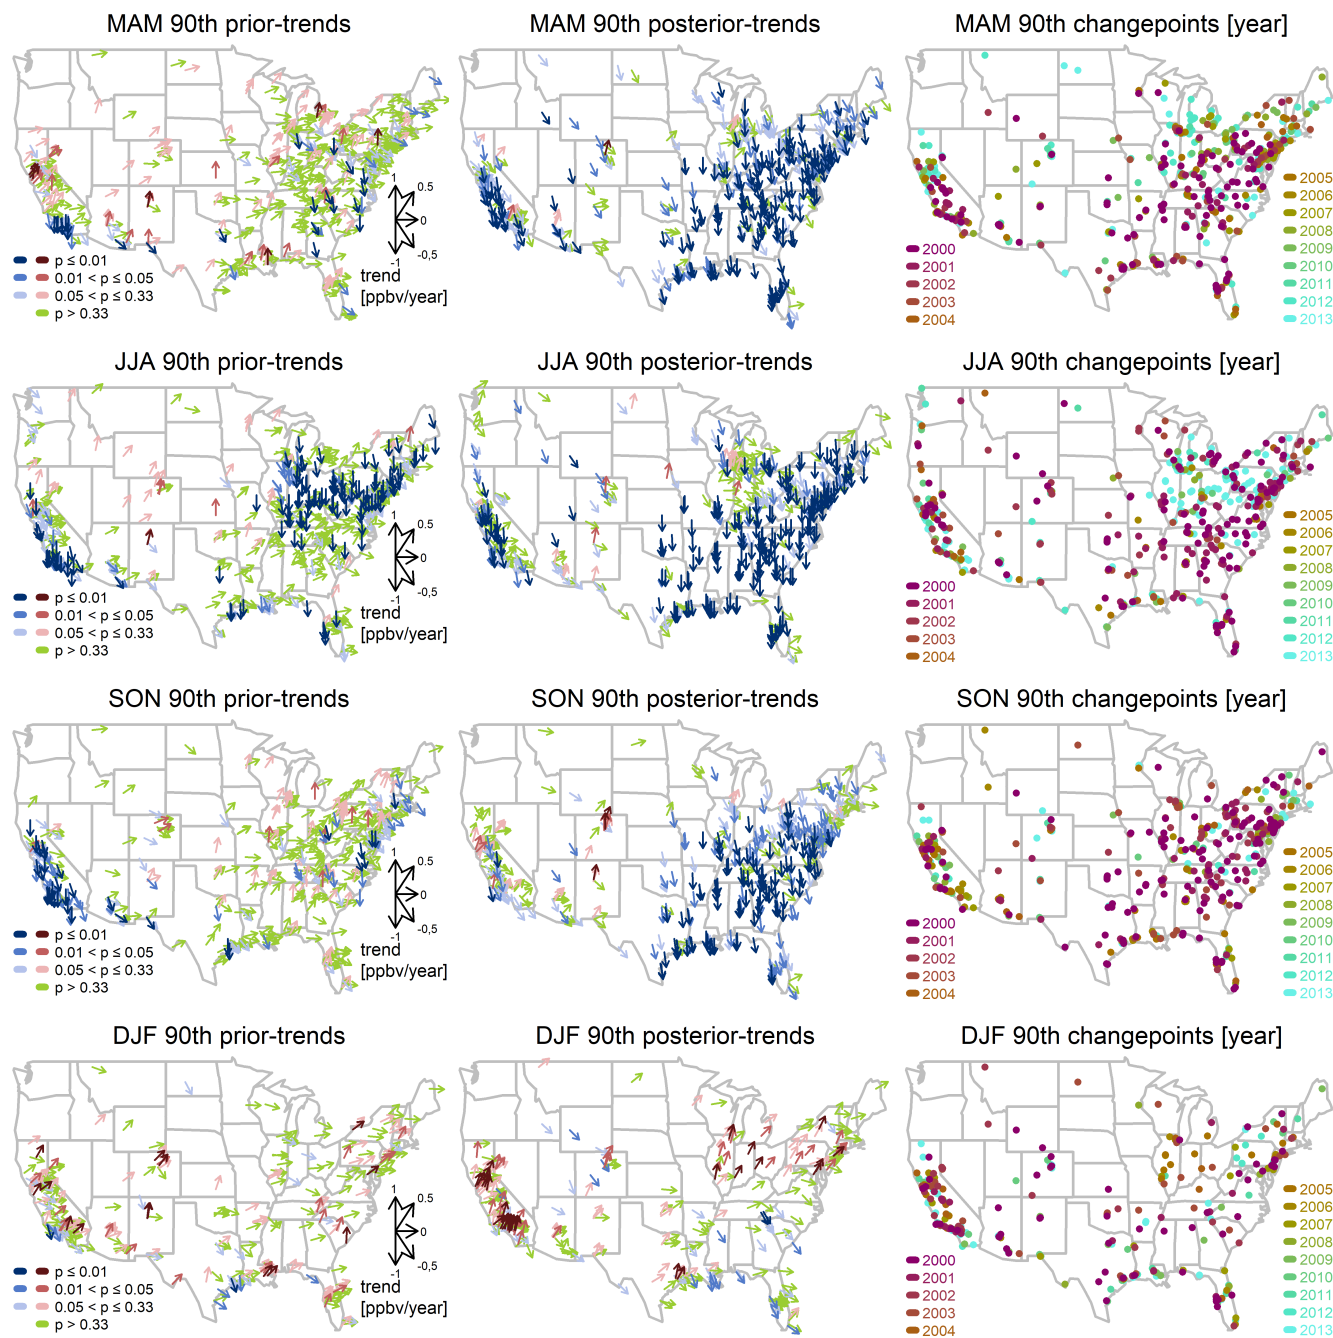 MAM 90th prior-trends
MAM 90th posterior-trends
MAM 90th changepoints [year]
1
0.5
0
-0.5
-1
trend
[ppbv/year]
p ≤ 0.01
0.01 < p ≤ 0.05
0.05 < p ≤ 0.33
p > 0.33
2000
2001
2002
2003
2004
2005
2006
2007
2008
2009
2010
2011
2012
2013
JJA 90th prior-trends
JJA 90th posterior-trends
JJA 90th changepoints [year]
1
0.5
0
-0.5
-1
trend
[ppbv/year]
p ≤ 0.01
0.01 < p ≤ 0.05
0.05 < p ≤ 0.33
p > 0.33
2000
2001
2002
2003
2004
2005
2006
2007
2008
2009
2010
2011
2012
2013
SON 90th prior-trends
SON 90th posterior-trends
SON 90th changepoints [year]
1
0.5
0
-0.5
-1
trend
[ppbv/year]
p ≤ 0.01
0.01 < p ≤ 0.05
0.05 < p ≤ 0.33
p > 0.33
2000
2001
2002
2003
2004
2005
2006
2007
2008
2009
2010
2011
2012
2013
DJF 90th prior-trends
DJF 90th posterior-trends
DJF 90th changepoints [year]
1
0.5
0
-0.5
-1
trend
[ppbv/year]
p ≤ 0.01
0.01 < p ≤ 0.05
0.05 < p ≤ 0.33
p > 0.33
2000
2001
2002
2003
2004
2005
2006
2007
2008
2009
2010
2011
2012
2013